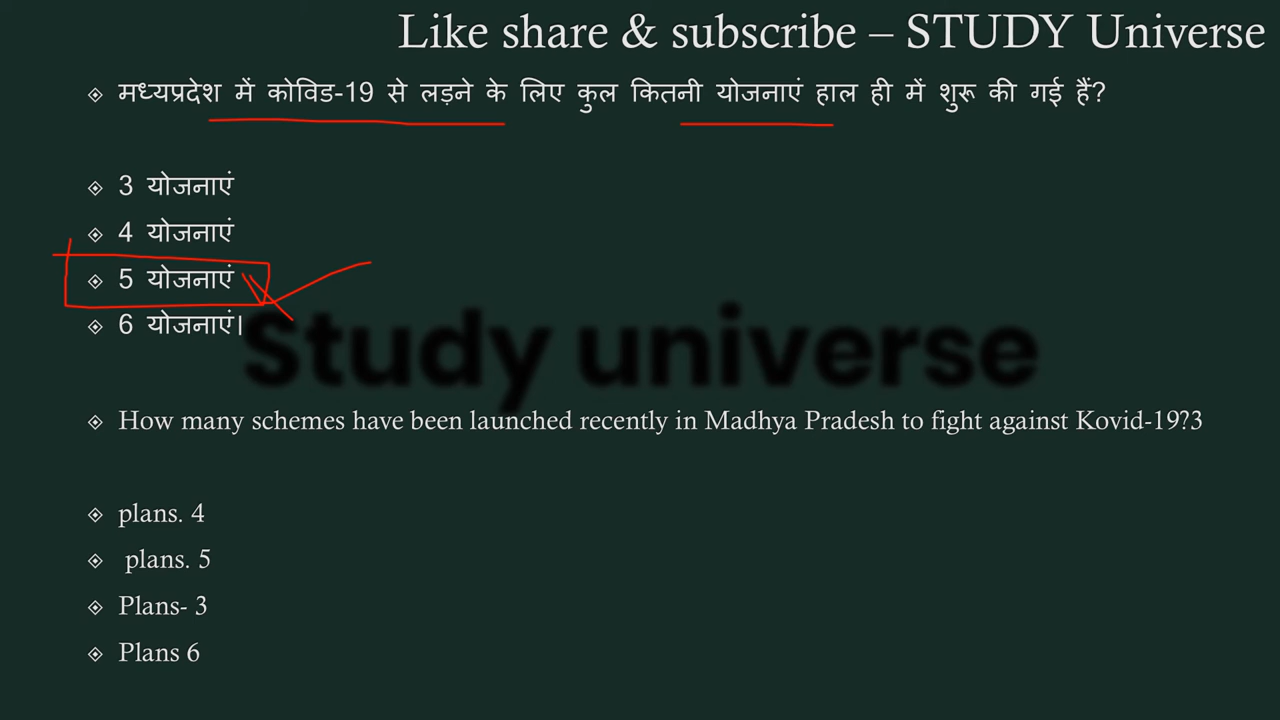 Like share & subscribe – STUDY Universe
मध्यप्रदेश में कोविड-19 से लड़ने के लिए कुल कितनी योजनाएं हाल ही में शुरू की गई हैं?
3 योजनाएं
4 योजनाएं
5 योजनाएं
6 योजनाएं।
Study universe
How many schemes have been launched recently in Madhya Pradesh to fight against Kovid-19?3
plans. 4
plans. 5
Plans- 3
Plans 6